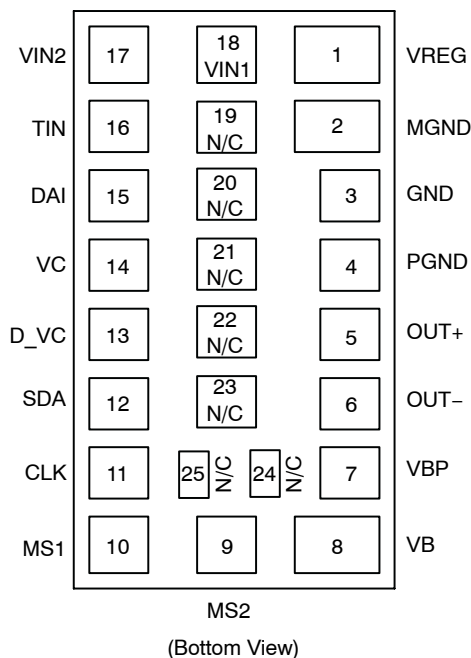 VIN2 17 18 1 VREG
VIN1
TIN 16 19 2 MGND
N/C
DAI 15 20 3 GND
N/C
VC 14 21 4 PGND
N/C
D_VC 13 22 5 OUT+
N/C
SDA 12 23 6 OUT−
N/C
CLK 11 25 N/C 24 N/C 7 VBP
MS1 10 9 8 VB
MS2
(Bottom View)